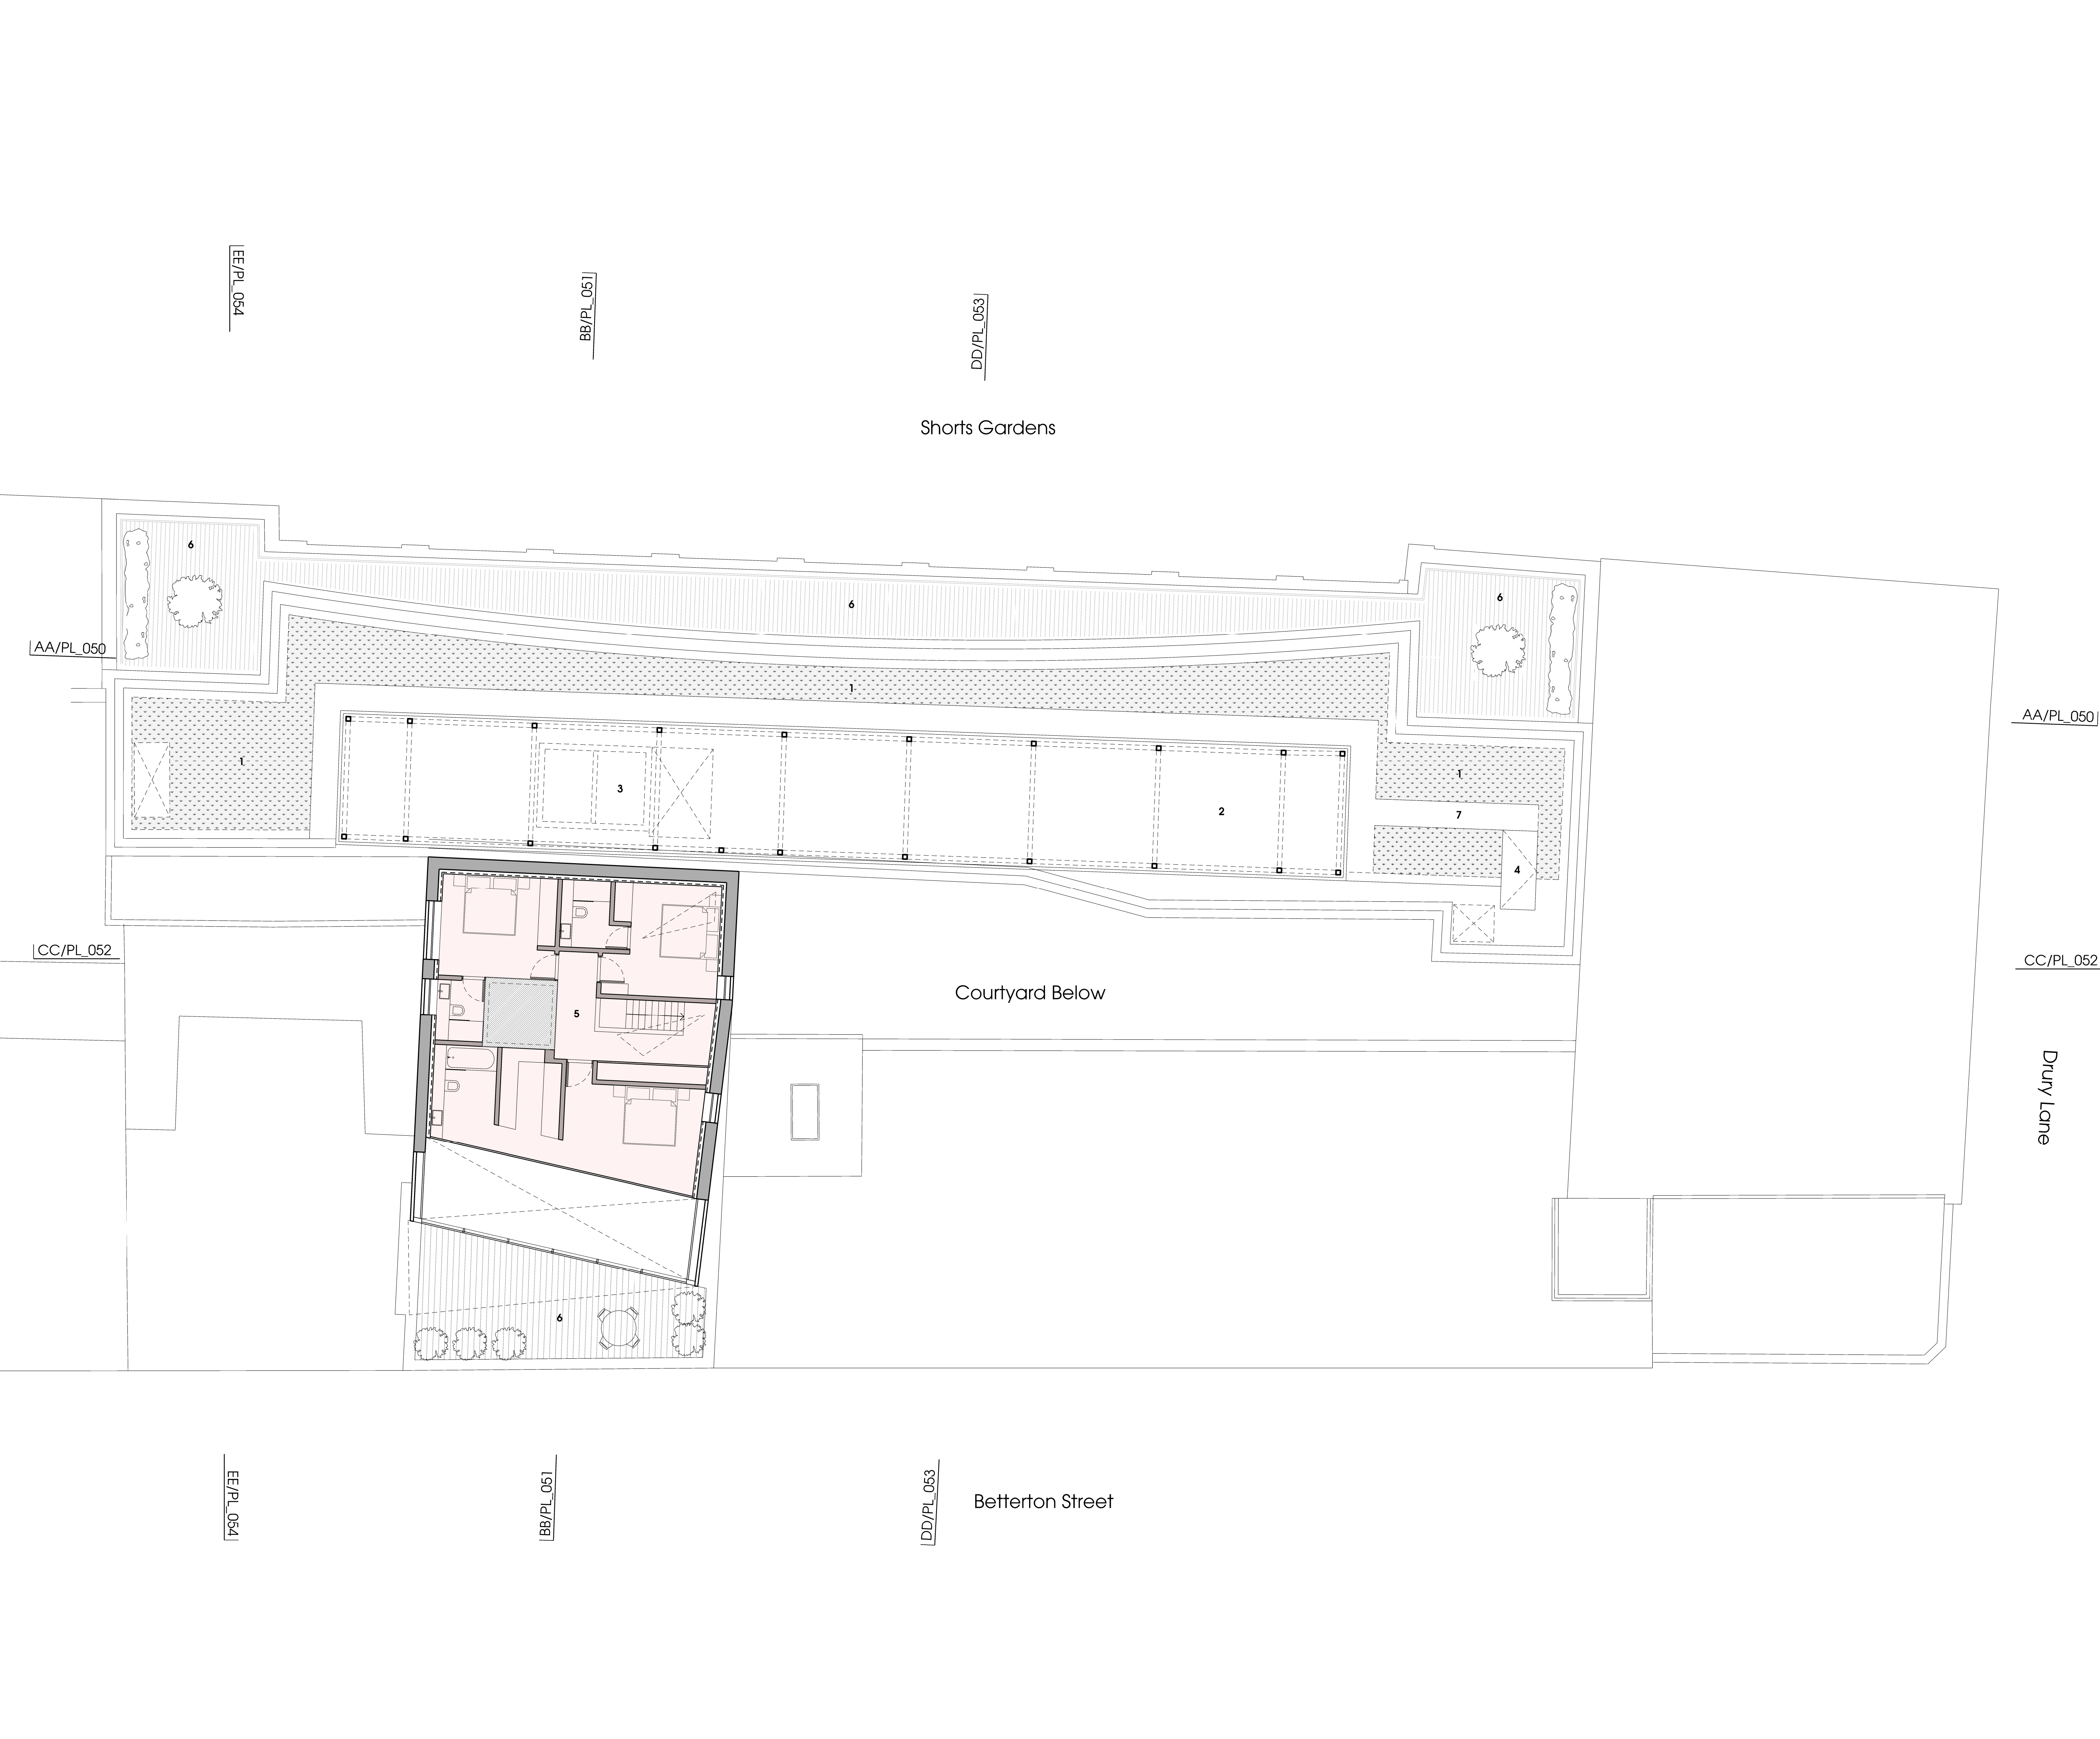 EE/PL_054
BB/PL_051
DD/PL_053
Shorts Gardens
6
6
6
AA/PL_050
1
AA/PL_050
1
1
3
2
7
4
CC/PL_052
CC/PL_052
Courtyard Below
5
Drury Lane
6
EE/PL_054
BB/PL_051
DD/PL_053
Betterton Street